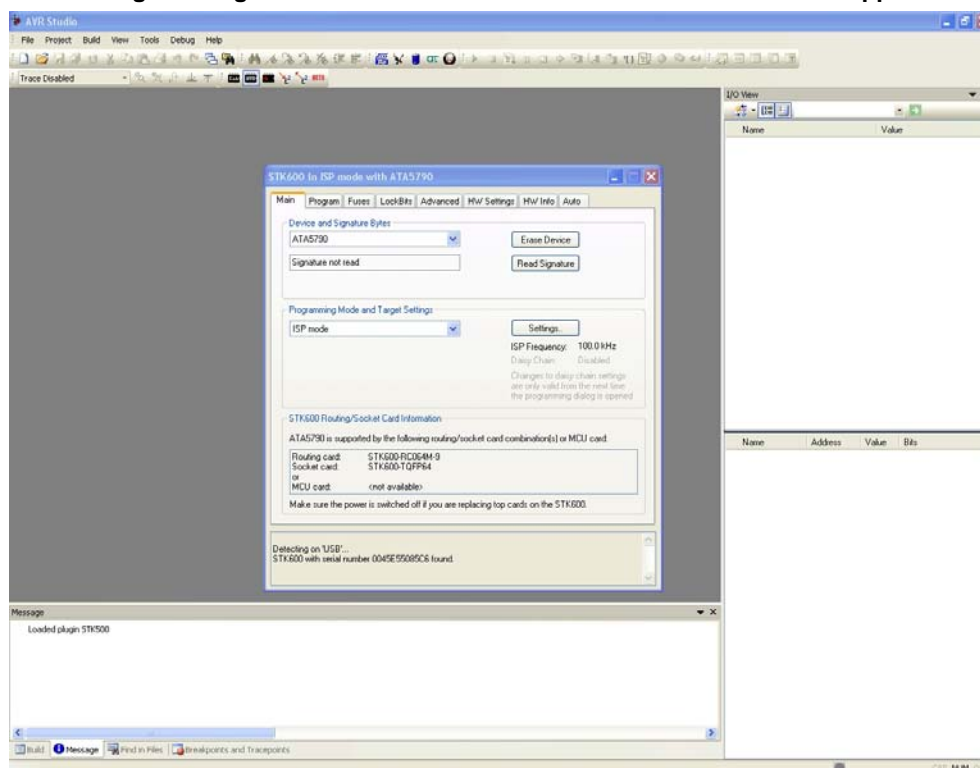 AVR Studio
File Project Build View Tools Debug Help
Trace Disabled
I/O View
Name Value
STK600 in ISP mode with ATA5790
Main Program Fuses LockBits Advanced HW Settings HW Info Auto
Device and Signature Bytes
ATA5790
Erase Device
Signature not read
Read Signature
Programming Mode and Target Settings
ISP mode
Settings..
ISP Frequency: 100.0 kHz
Daisy Chain: Disabled
Changes to daisy chain settings
are only valid from the next time
the programming dialog is opened
STK600 Routing/Socket Card Information
ATA5790 is supported by the following routing/socket card combination(s) or MCU card:
Routing card: STK600-RC064M-9
Socket card: STK600-TQFP64
or
MCU card: <not available>
Make sure the power is switched off if you are replacing top cards on the STK600.
Name Address Value Bits
Detecting on 'USB'...
STK600 with serial number 0045E55085C6 found.
Message
Loaded plugin STK500
Build Message Find in Files Breakpoints and Tracepoints